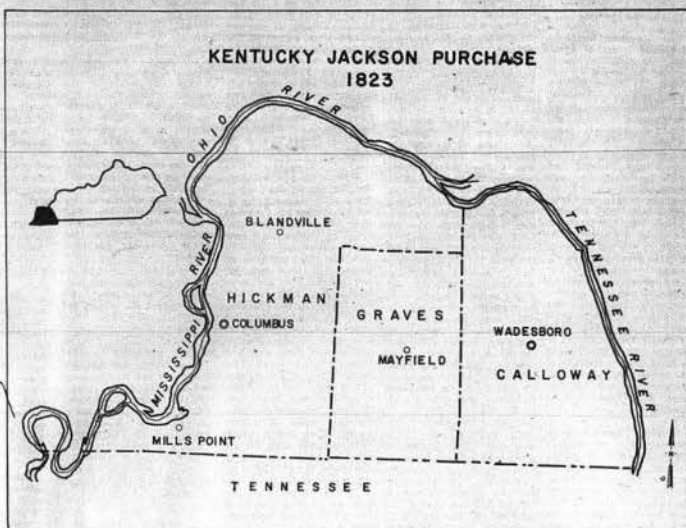 KENTUCKY JACKSON PURCHASE
1823
OHIO RIVER
BLANDVILLE
MISSISSIPPI RIVER
HICKMAN
COLUMBUS
GRAVES
MAYFIELD
WADESBORO
CALLOWAY
TENNESSEE RIVER
MILLS POINT
TENNESSEE